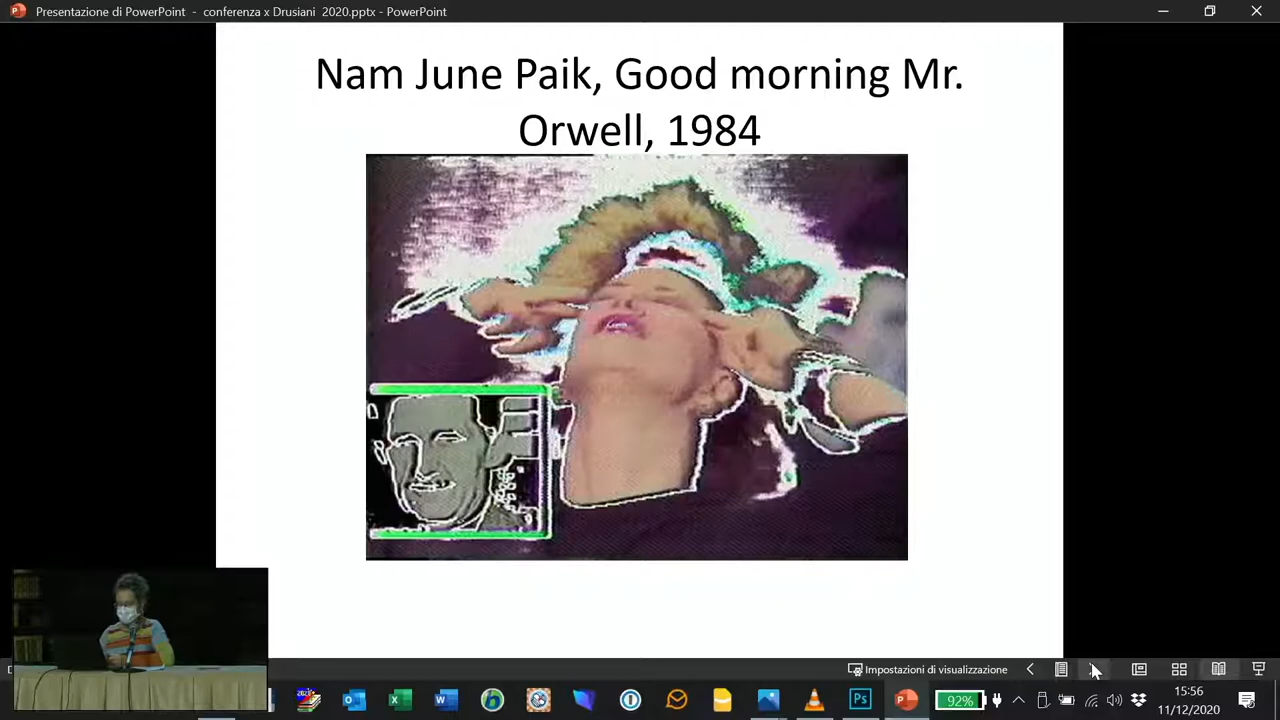 Presentazione di PowerPoint - conferenza x Drusiani 2020.pptx - PowerPoint
Nam June Paik, Good morning Mr.
Orwell, 1984
Impostazioni di visualizzazione
92%
15:56
11/12/2020